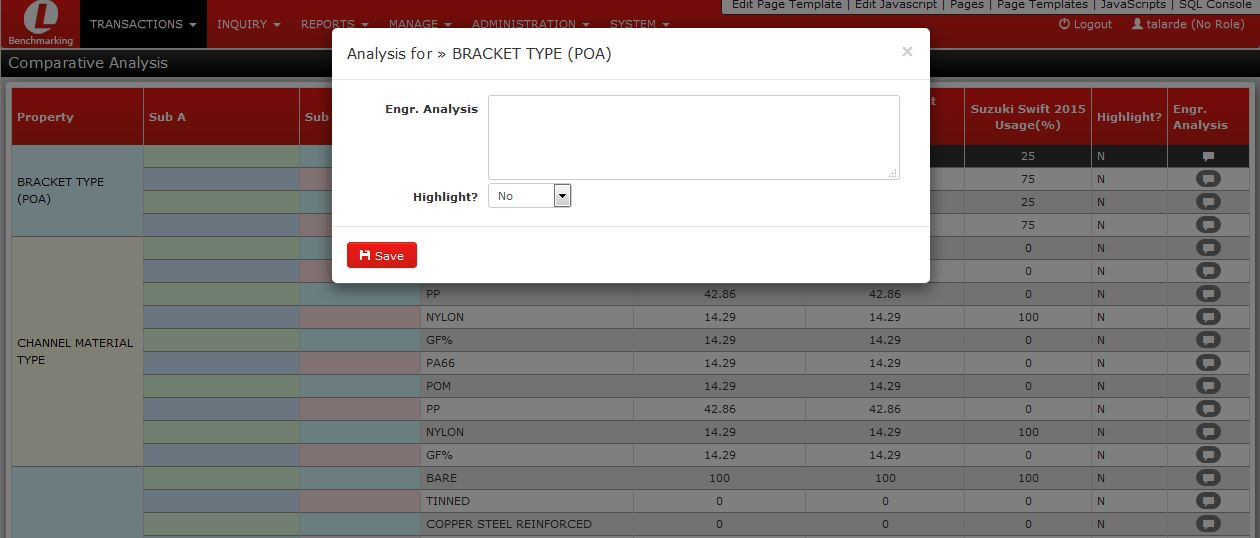 Edit Page Template | Edit Javascript | Pages | Page Templates | JavaScripts | SQL Console
Benchmarking
TRANSACTIONS INQUIRY REPORTS MANAGE ADMINISTRATION SYSTEM
Logout talarde (No Role)
Comparative Analysis
Analysis for » BRACKET TYPE (POA) ×
Engr. Analysis
Highlight? No
Save
Property Sub A Sub Suzuki Swift 2015 Usage(%) Highlight? Engr. Analysis
BRACKET TYPE (POA)
25 N
75 N
25 N
75 N
CHANNEL MATERIAL TYPE
0 N
0 N
PP 42.86 42.86 0 N
NYLON 14.29 14.29 100 N
GF% 14.29 14.29 0 N
PA66 14.29 14.29 0 N
POM 14.29 14.29 0 N
PP 42.86 42.86 0 N
NYLON 14.29 14.29 100 N
GF% 14.29 14.29 0 N
BARE 100 100 100 N
TINNED 0 0 0 N
COPPER STEEL REINFORCED 0 0 0 N